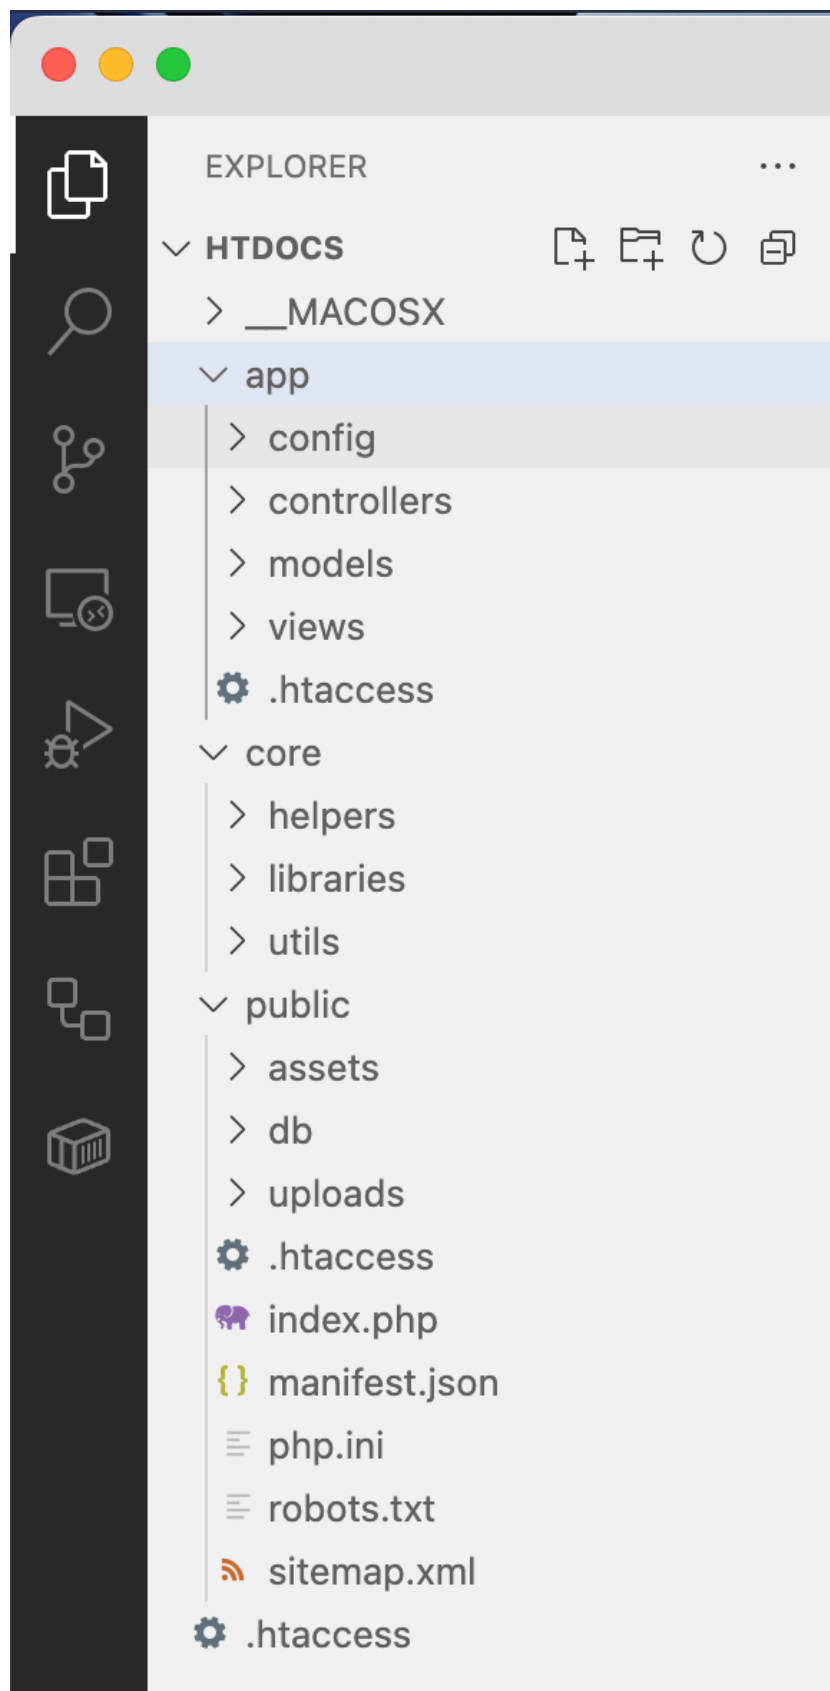 EXPLORER
HTDOCS
__MACOSX
app
config
controllers
models
views
.htaccess
core
helpers
libraries
utils
public
assets
db
uploads
.htaccess
index.php
manifest.json
php.ini
robots.txt
sitemap.xml
.htaccess